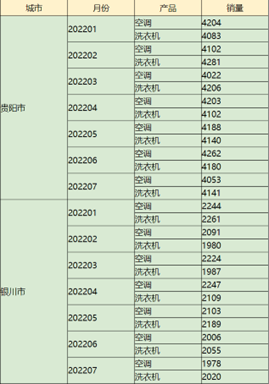 城市 月份 产品 销量
贵阳市 202201 空调 4204
洗衣机 4083
202202 空调 4102
洗衣机 4281
202203 空调 4022
洗衣机 4206
202204 空调 4203
洗衣机 4102
202205 空调 4188
洗衣机 4140
202206 空调 4262
洗衣机 4180
202207 空调 4053
洗衣机 4141
银川市 202201 空调 2244
洗衣机 2261
202202 空调 2091
洗衣机 1980
202203 空调 2224
洗衣机 1987
202204 空调 2247
洗衣机 2109
202205 空调 2103
洗衣机 2189
202206 空调 2006
洗衣机 2055
202207 空调 1978
洗衣机 2020